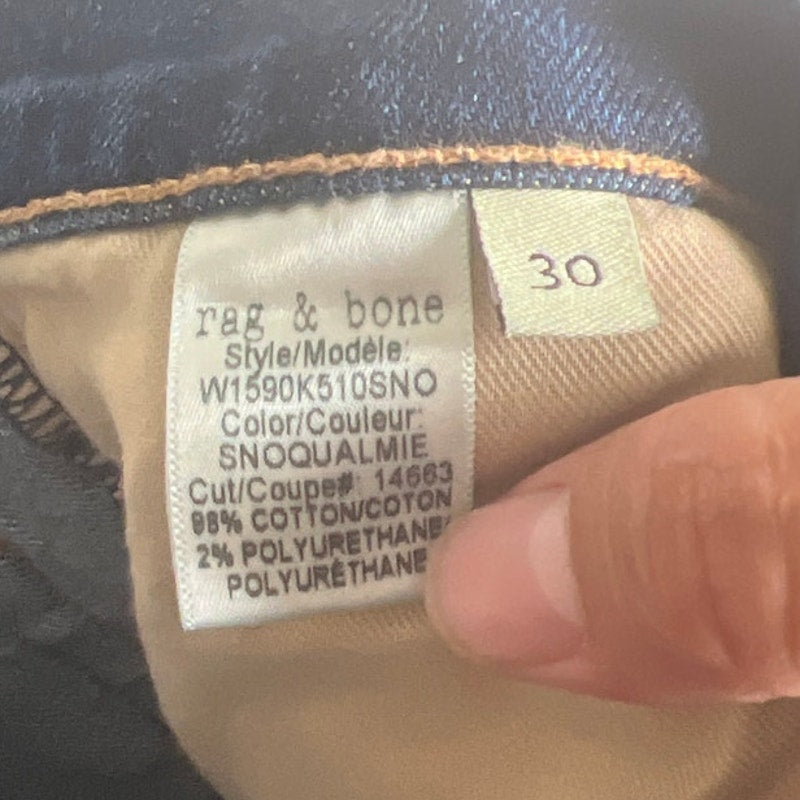 rag & bone
Style/Modèle:
W1590K510SNO
Color/Couleur:
SNOQUALMIE
Cut/Coupe#: 14663
98% COTTON/COTON
2% POLYURETHANE/
POLYURÉTHANE
30